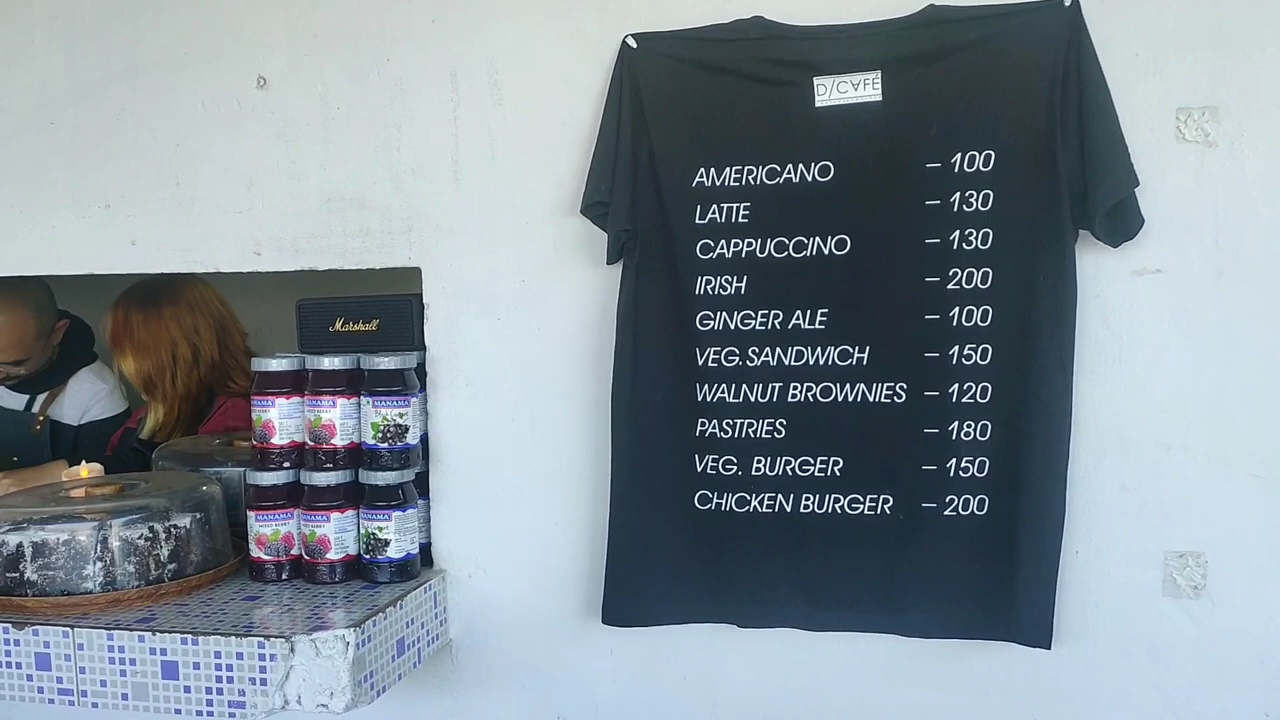 D/CAFÉ
AMERICANO – 100
LATTE – 130
CAPPUCCINO – 130
IRISH – 200
GINGER ALE – 100
VEG. SANDWICH – 150
WALNUT BROWNIES – 120
PASTRIES – 180
VEG. BURGER – 150
CHICKEN BURGER – 200
Marshall
MANAMA
MIXED BERRY
MANAMA
MIXED BERRY
MANAMA
MANAMA
MIXED BERRY
MANAMA
MIXED BERRY
MANAMA